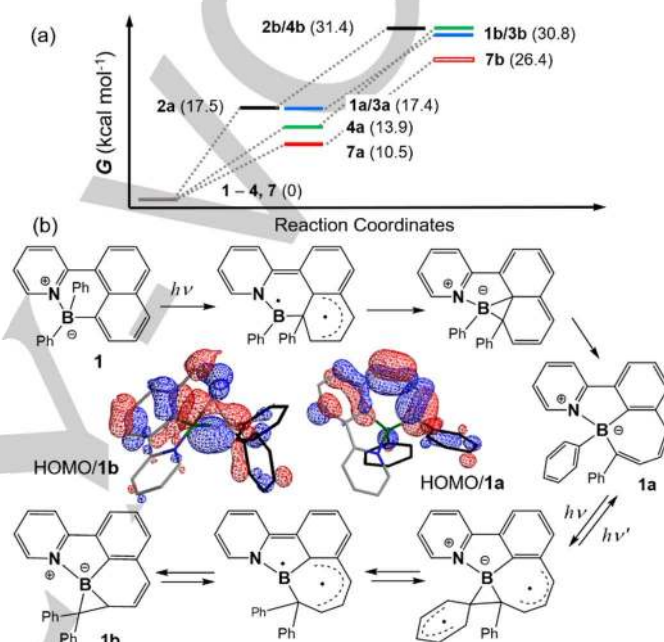 (a)
G (kcal mol⁻¹)
2b/4b (31.4)
1b/3b (30.8)
7b (26.4)
2a (17.5)
1a/3a (17.4)
4a (13.9)
7a (10.5)
1 – 4, 7 (0)
Reaction Coordinates
(b)
N ⊕ B ⊖ Ph Ph
1
hν
N B • Ph Ph •
N ⊕ B ⊖ Ph Ph
N ⊕ B ⊖ Ph
1a
HOMO/1b
HOMO/1a
hν
hν'
N ⊕ B ⊖ Ph Ph
1b
N B • Ph Ph •
N ⊕ B ⊖ Ph • •